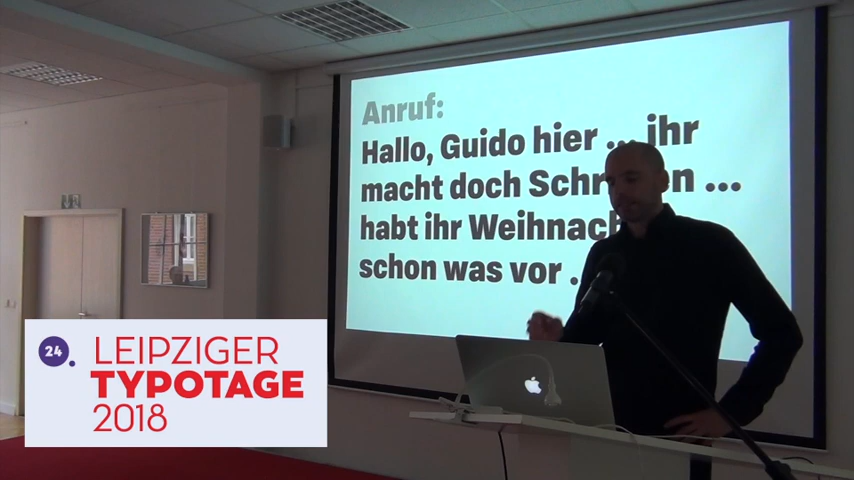 Anruf:
Hallo, Guido hier ... ihr
macht doch ...
habt ihr
schon was vor .
24.
LEIPZIGER
TYPOTAGE
2018